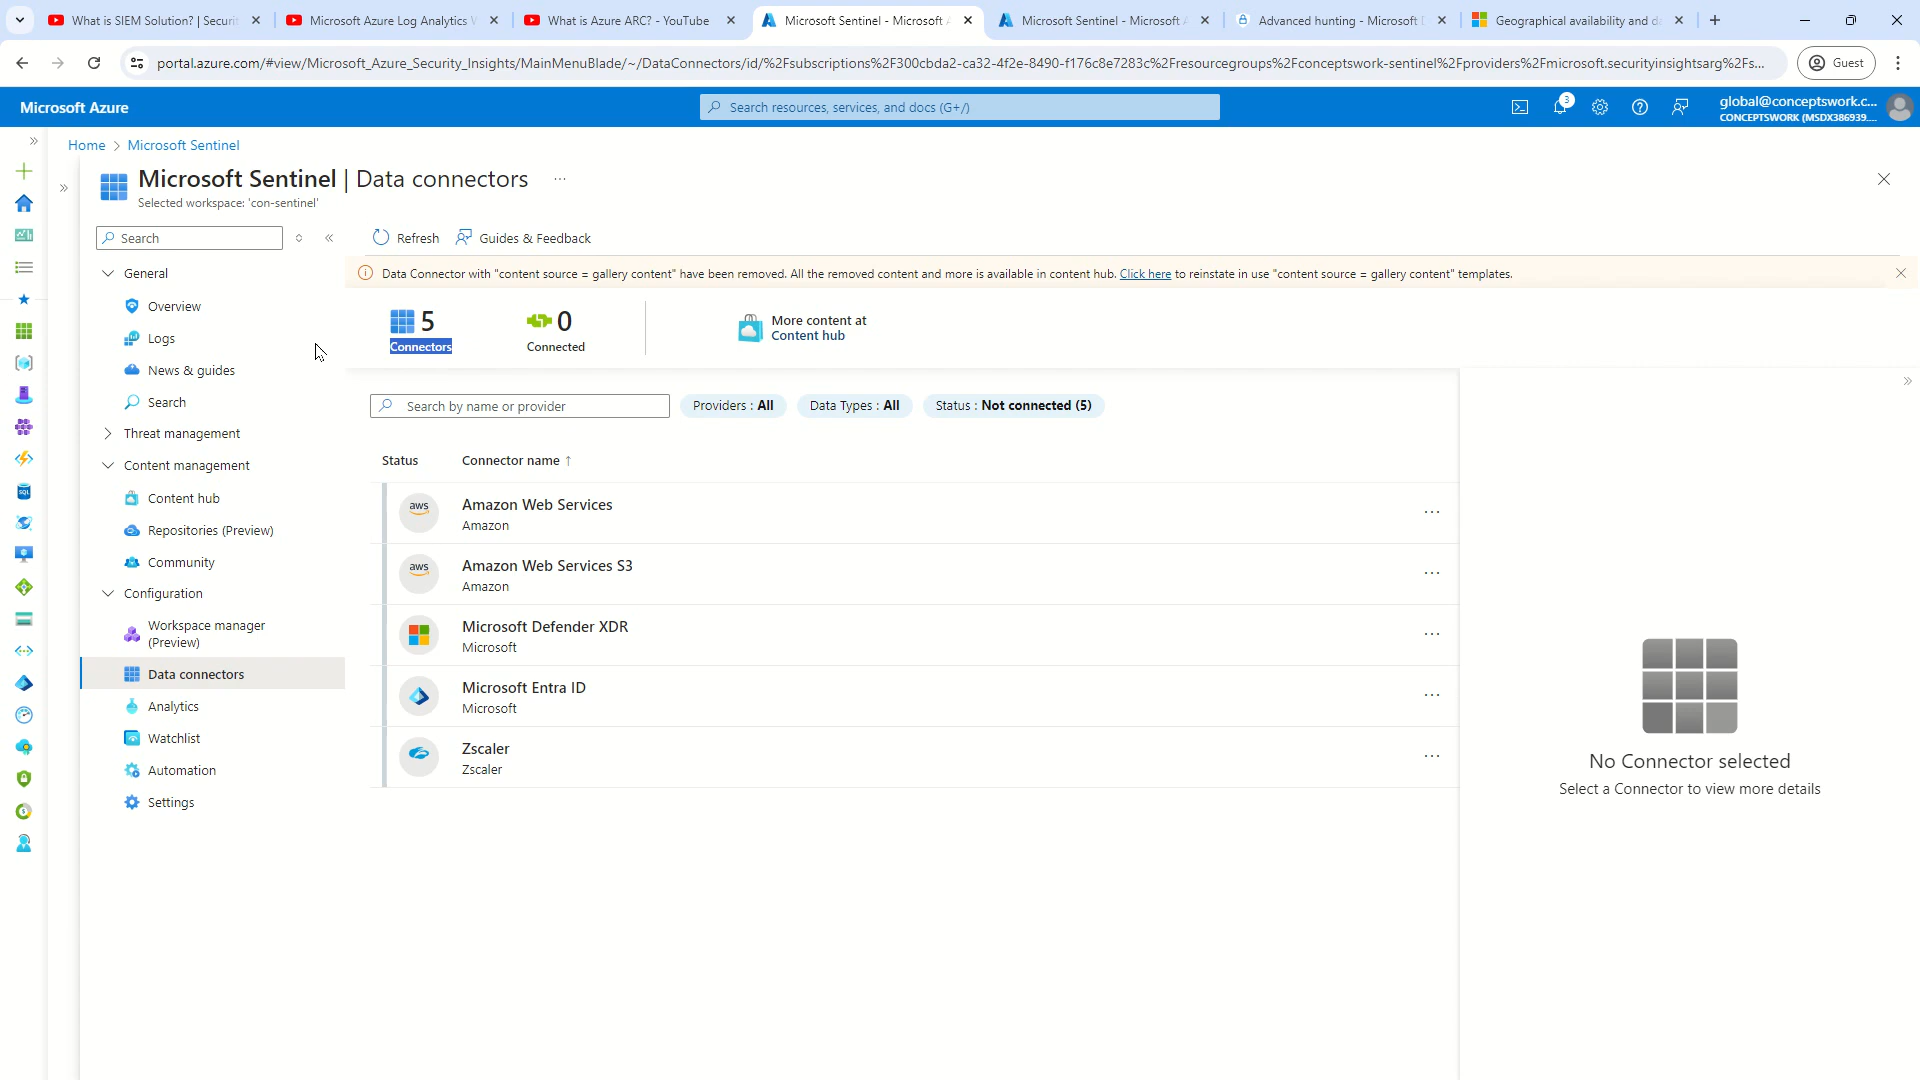 What is SIEM Solution? | Securi
Microsoft Azure Log Analytics
What is Azure ARC? - YouTube
Microsoft Sentinel - Microsoft
Microsoft Sentinel - Microsoft
Advanced hunting - Microsoft
Geographical availability and d
portal.azure.com/#view/Microsoft_Azure_Security_Insights/MainMenuBlade/~/DataConnectors/id/%2Fsubscriptions%2F300cbda2-ca32-4f2e-8490-f176c8e7283c%2Fresourcegroups%2Fconceptswork-sentinel%2Fproviders%2Fmicrosoft.securityinsightsarg%2Fs...
Guest
Microsoft Azure
Search resources, services, and docs (G+/)
3
global@conceptswork.c...
CONCEPTSWORK (MSDX386939....
Home > Microsoft Sentinel
Microsoft Sentinel | Data connectors ...
Selected workspace: 'con-sentinel'
Search
General
Overview
Logs
News & guides
Search
Threat management
Content management
Content hub
Repositories (Preview)
Community
Configuration
Workspace manager
(Preview)
Data connectors
Analytics
Watchlist
Automation
Settings
Refresh
Guides & Feedback
Data Connector with "content source = gallery content" have been removed. All the removed content and more is available in content hub. Click here to reinstate in use "content source = gallery content" templates.
5
Connectors
0
Connected
More content at
Content hub
Search by name or provider
Providers : All
Data Types : All
Status : Not connected (5)
Status
Connector name ↑
aws
Amazon Web Services
Amazon
aws
Amazon Web Services S3
Amazon
Microsoft Defender XDR
Microsoft
Microsoft Entra ID
Microsoft
Zscaler
Zscaler
No Connector selected
Select a Connector to view more details